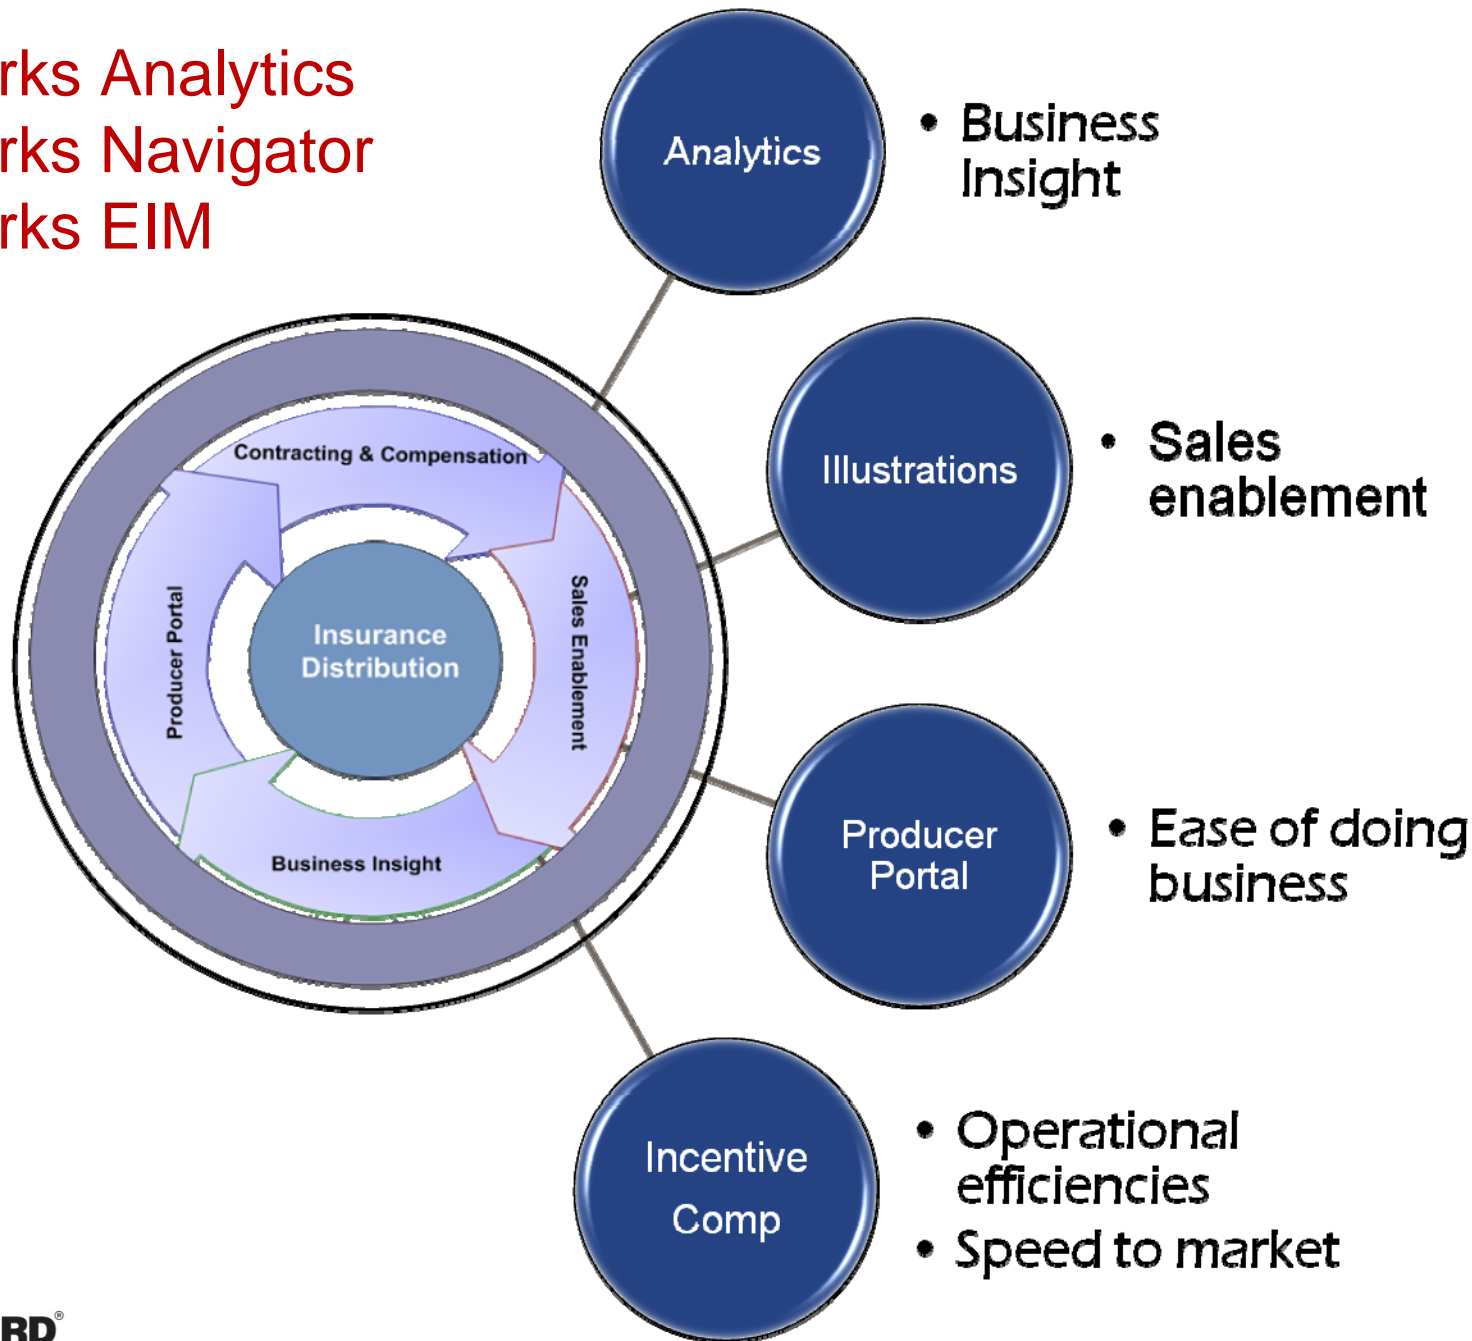 rks Analytics
rks Navigator
rks EIM
Analytics
• Business
Insight
Illustrations
• Sales
enablement
Contracting & Compensation
Producer Portal
Insurance
Distribution
Sales Enablement
Business Insight
Producer
Portal
• Ease of doing
business
Incentive
Comp
• Operational
efficiencies
• Speed to market
RD®